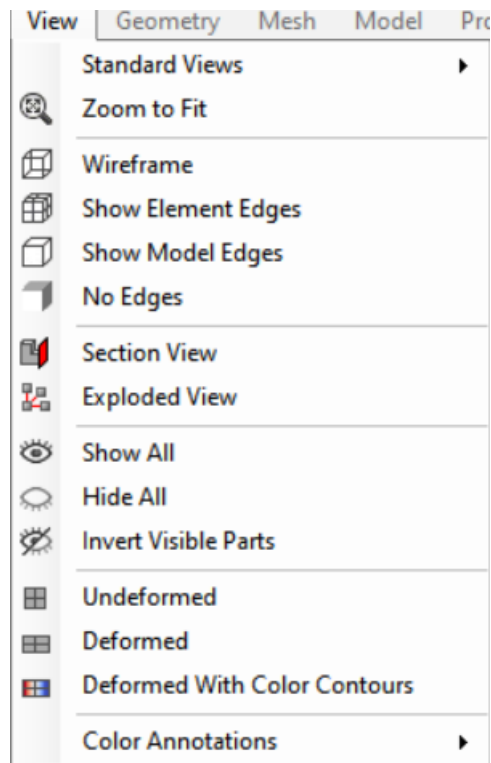 View Geometry Mesh Model
Standard Views
Zoom to Fit
Wireframe
Show Element Edges
Show Model Edges
No Edges
Section View
Exploded View
Show All
Hide All
Invert Visible Parts
Undeformed
Deformed
Deformed With Color Contours
Color Annotations